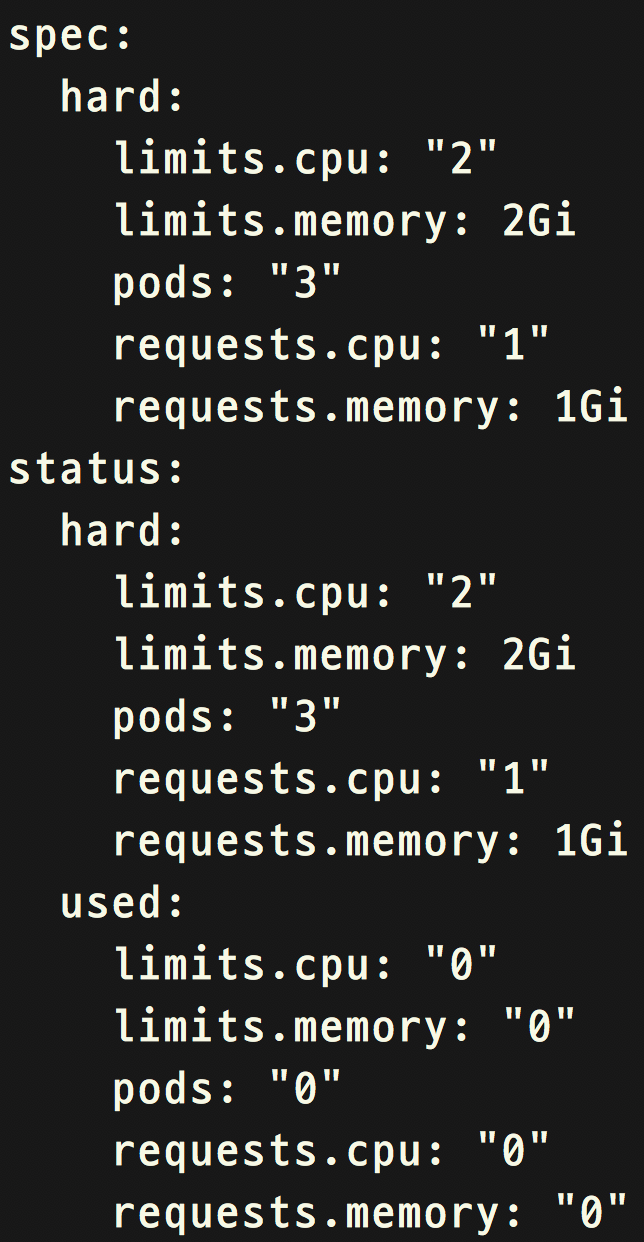 spec:
  hard:
    limits.cpu: "2"
    limits.memory: 2Gi
    pods: "3"
    requests.cpu: "1"
    requests.memory: 1Gi
status:
  hard:
    limits.cpu: "2"
    limits.memory: 2Gi
    pods: "3"
    requests.cpu: "1"
    requests.memory: 1Gi
  used:
    limits.cpu: "0"
    limits.memory: "0"
    pods: "0"
    requests.cpu: "0"
    requests.memory: "0"